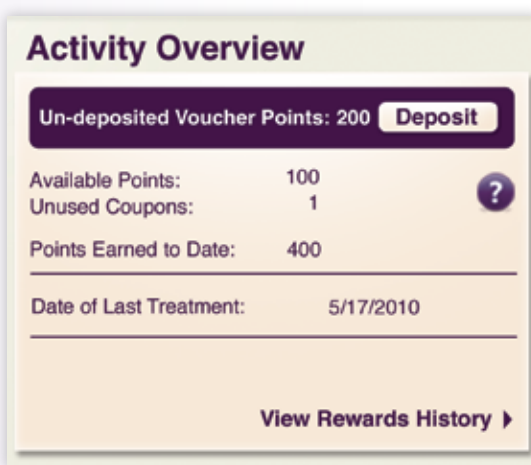 Activity Overview
Un-deposited Voucher Points: 200 Deposit
Available Points: 100
?
Unused Coupons: 1
Points Earned to Date: 400
Date of Last Treatment: 5/17/2010
View Rewards History